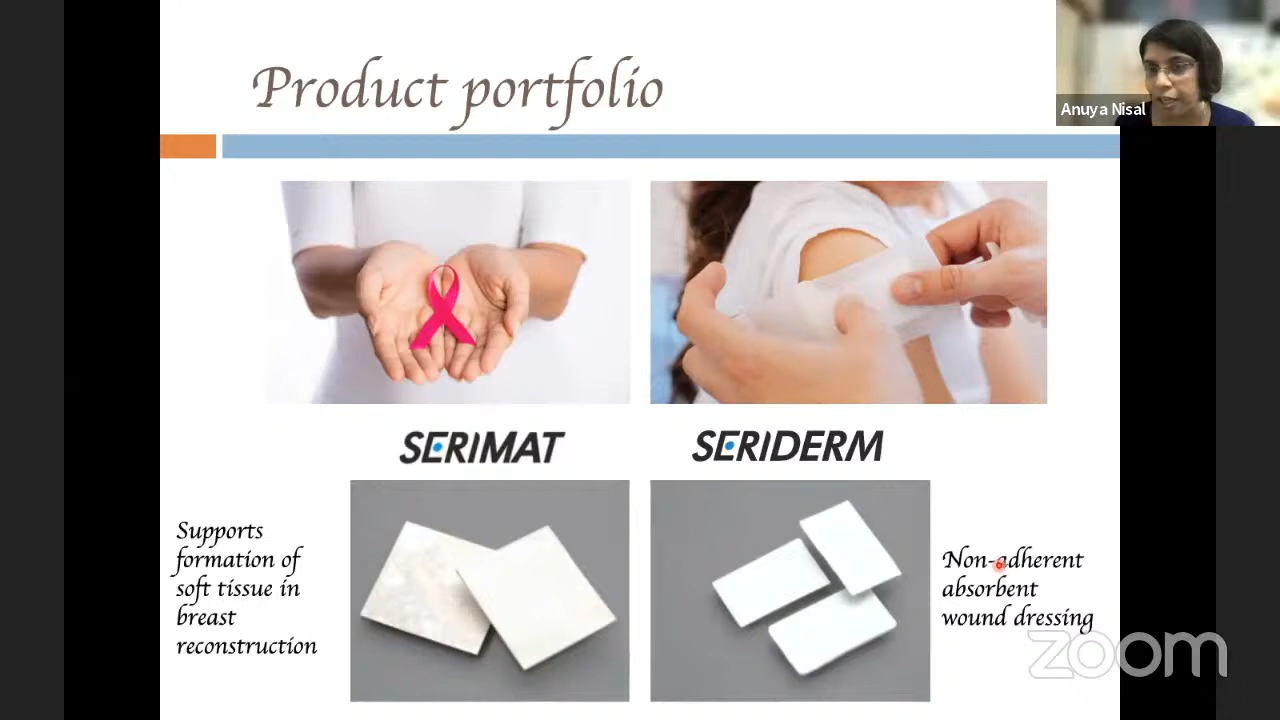 Product portfolio
Anuya Nisal
SERIMAT
SERIDERM
Supports
formation of
soft tissue in
breast
reconstruction
Non-adherent
absorbent
wound dressing
zoom